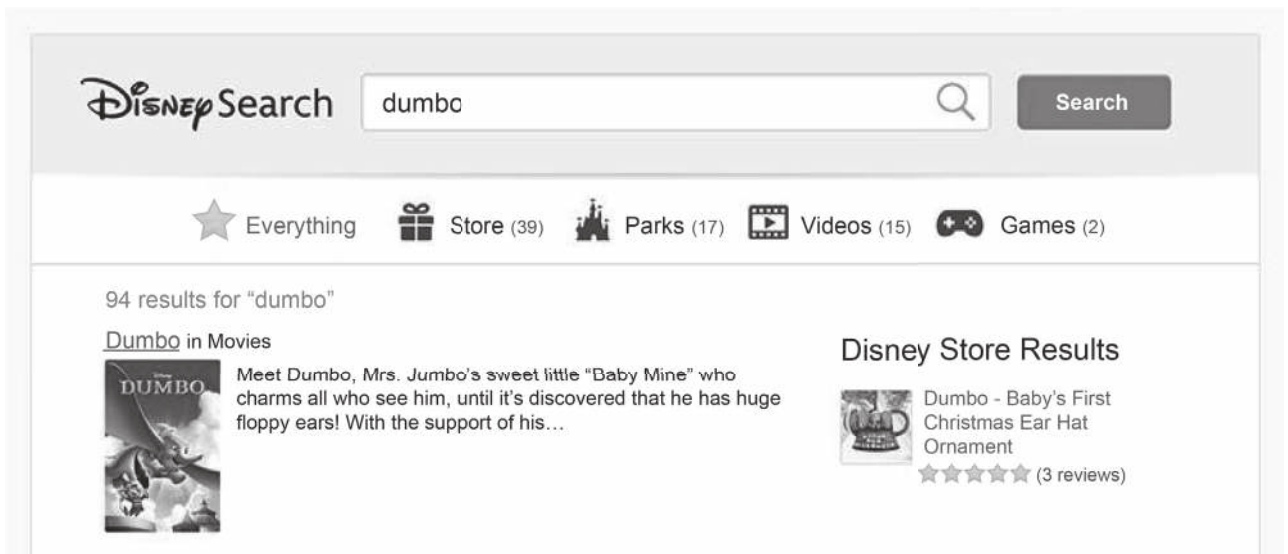 Disney Search
dumbo
Search
Everything
Store (39)
Parks (17)
Videos (15)
Games (2)
94 results for “dumbo”
Dumbo in Movies
DUMBO
Meet Dumbo, Mrs. Jumbo’s sweet little “Baby Mine” who
charms all who see him, until it’s discovered that he has huge
floppy ears! With the support of his…
Disney Store Results
Dumbo - Baby’s First
Christmas Ear Hat
Ornament
(3 reviews)